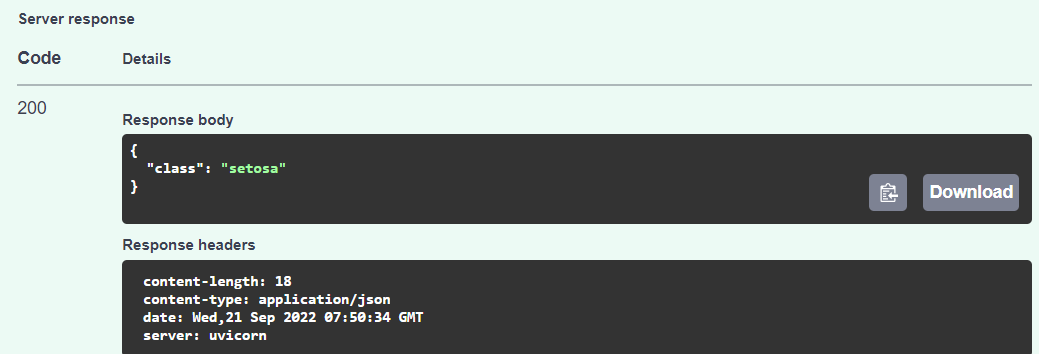 Server response
Code Details
200
Response body
{
"class": "setosa"
}
Download
Response headers
content-length: 18
content-type: application/json
date: Wed,21 Sep 2022 07:50:34 GMT
server: uvicorn